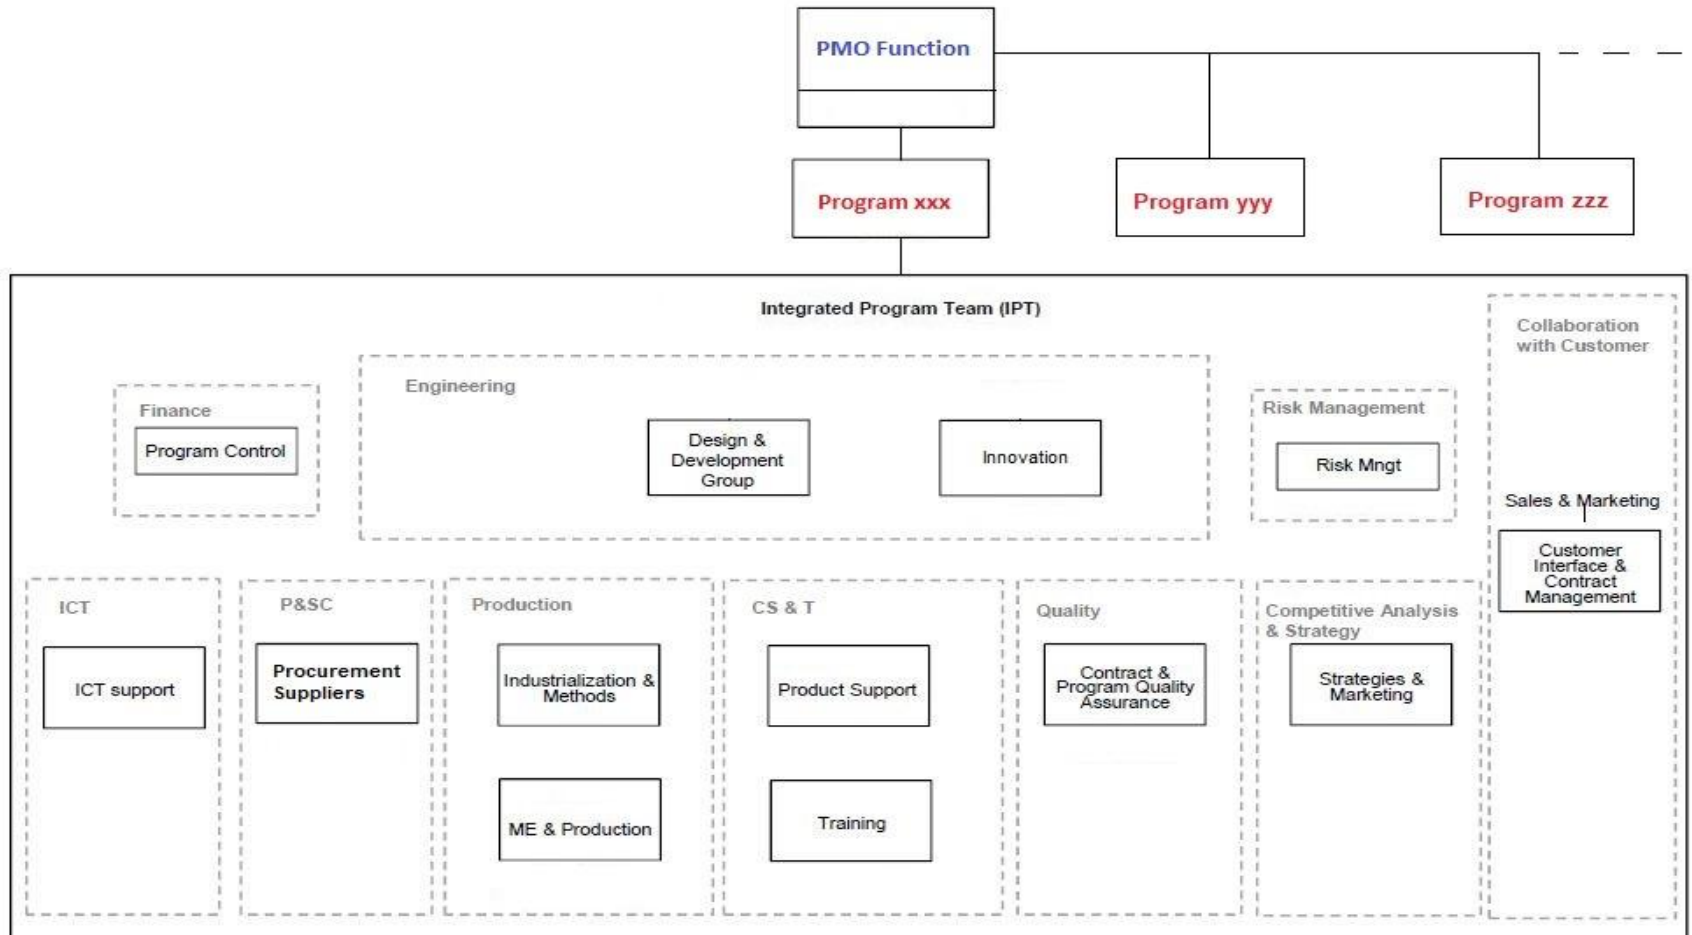 PMO Function
Program xxx
Program yyy
Program zzz
Integrated Program Team (IPT)
Collaboration
with Customer
Engineering
Finance
Program Control
Design &
Development
Group
Innovation
Risk Management
Risk Mngt
Sales & Marketing
Customer
Interface &
Contract
Management
ICT
ICT support
P&SC
Procurement
Suppliers
Production
Industrialization &
Methods
ME & Production
CS & T
Product Support
Training
Quality
Contract &
Program Quality
Assurance
Competitive Analysis
& Strategy
Strategies &
Marketing